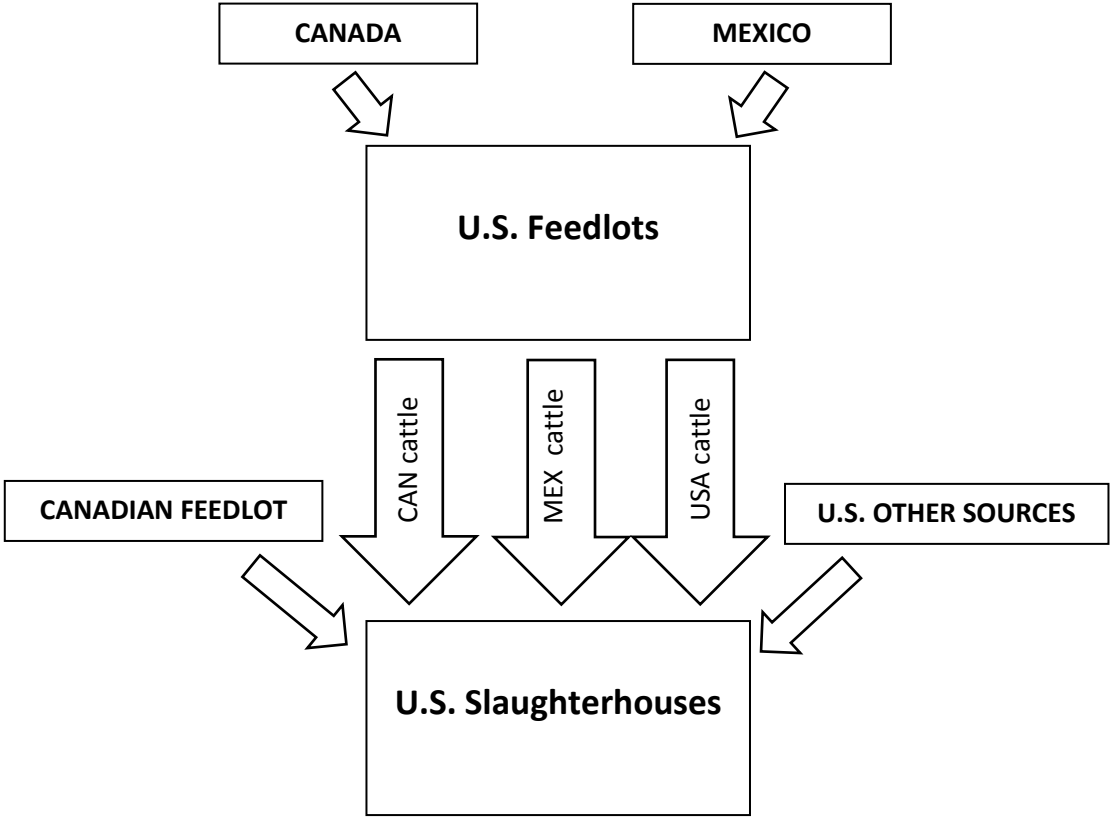 CANADA
MEXICO
U.S. Feedlots
CAN cattle
MEX cattle
USA cattle
CANADIAN FEEDLOT
U.S. OTHER SOURCES
U.S. Slaughterhouses